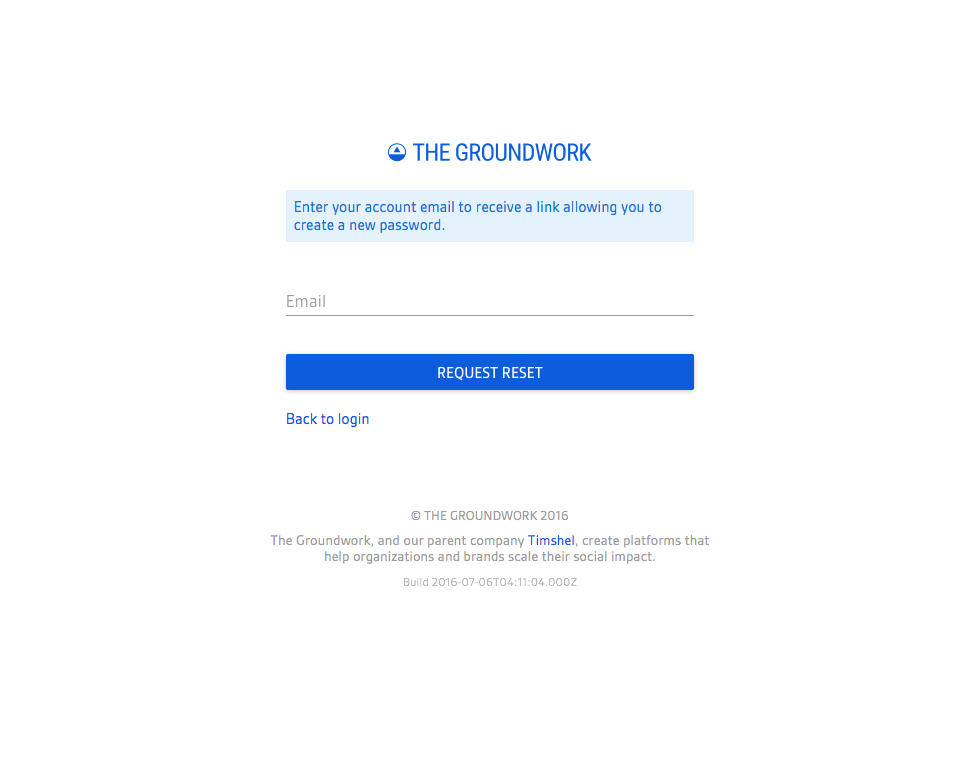 THE GROUNDWORK
Enter your account email to receive a link allowing you to
create a new password.
Email
REQUEST RESET
Back to login
© THE GROUNDWORK 2016
The Groundwork, and our parent company Timshel, create platforms that
help organizations and brands scale their social impact.
Build 2016-07-06T04:11:04.000Z